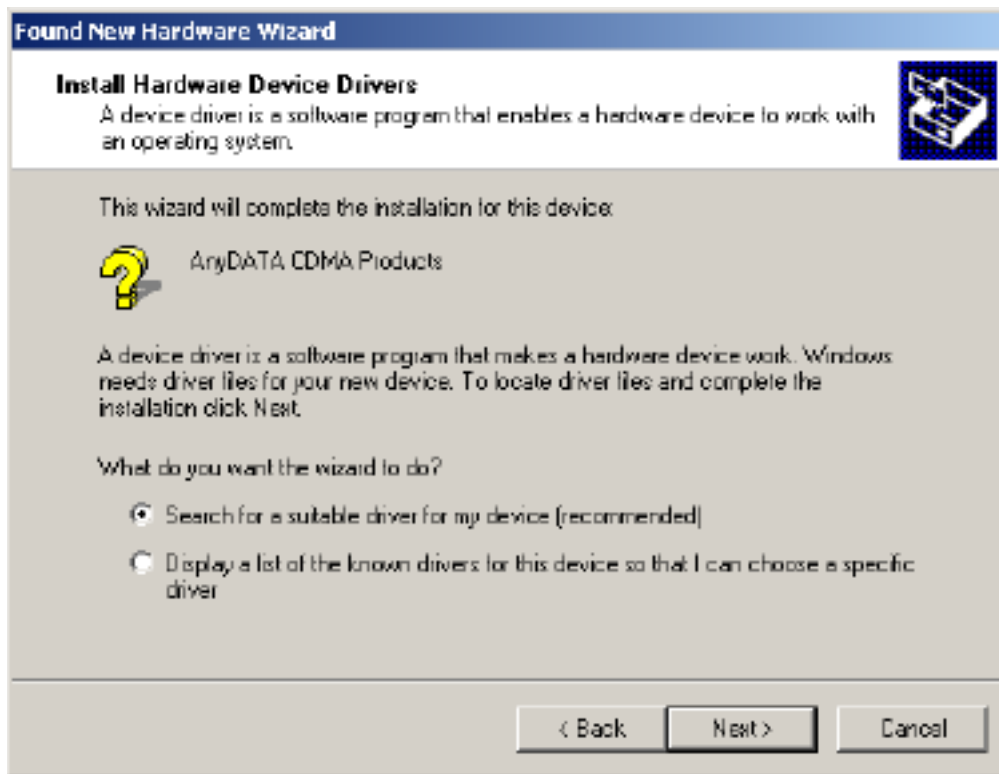 Found New Hardware Wizard
Install Hardware Device Drivers
A device driver is a software program that enables a hardware device to work with
an operating system.
This wizard will complete the installation for this device:
AnyDATA CDMA Products
A device driver is a software program that makes a hardware device work. Windows
needs driver files for your new device. To locate driver files and complete the
installation click Next.
What do you want the wizard to do?
Search for a suitable driver for my device (recommended)
Display a list of the known drivers for this device so that I can choose a specific
driver
< Back
Next >
Cancel